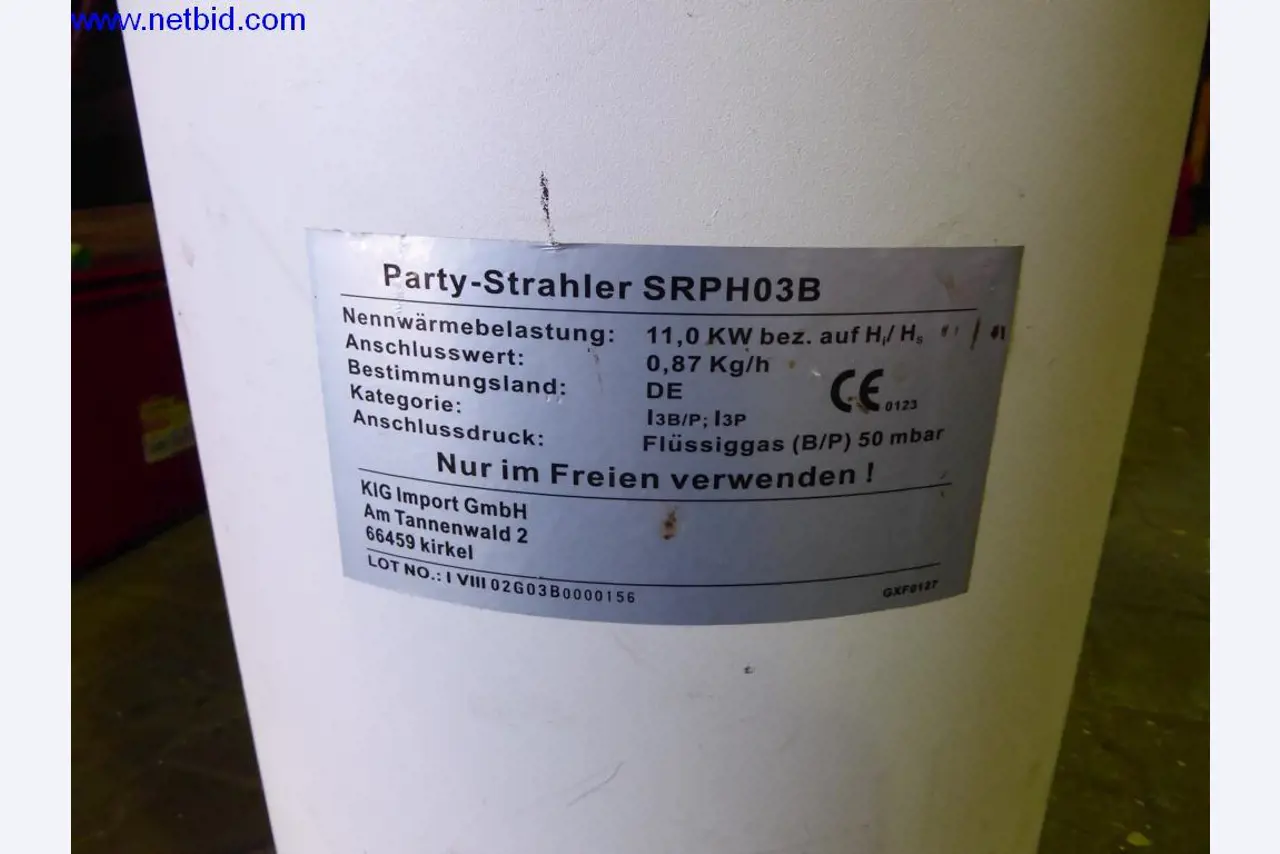 www.netbid.com
Party-Strahler SRPH03B
Nennwärmebelastung: 11,0 KW bez. auf Hi/ Hs
Anschlusswert: 0,87 Kg/h
Bestimmungsland: DE
CE 0123
Kategorie: I3B/P; I3P
Anschlussdruck: Flüssiggas (B/P) 50 mbar
Nur im Freien verwenden !
KIG Import GmbH
Am Tannenwald 2
66459 kirkel
LOT NO.: I VIII 02G03B0000156
GXF0127